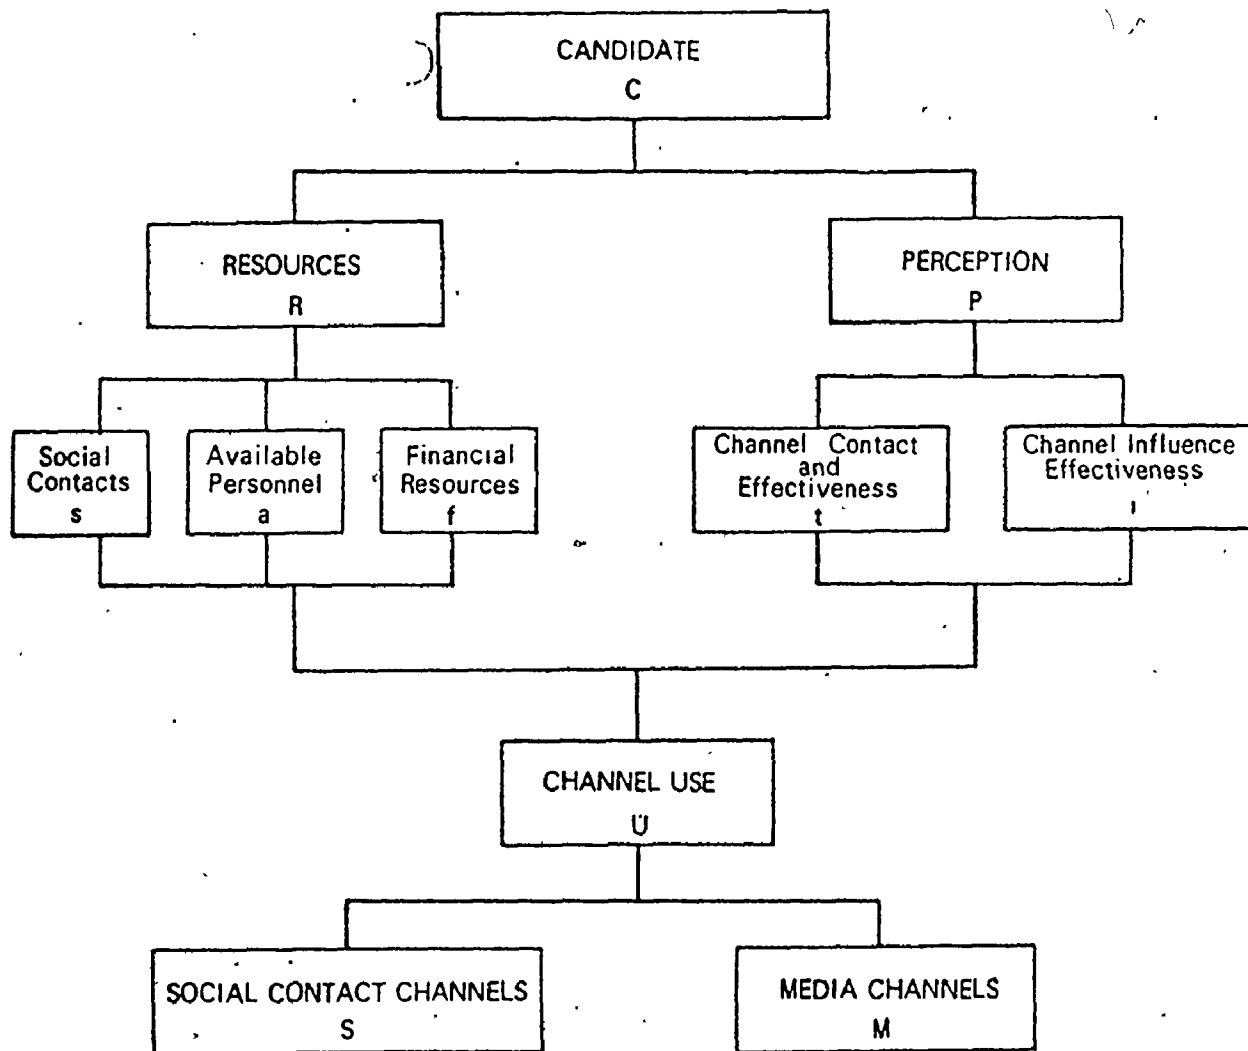 CANDIDATE
C
RESOURCES
R
PERCEPTION
P
Social
Contacts
s
Available
Personnel
a
Financial
Resources
f
Channel Contact
and
Effectiveness
t
Channel Influence
Effectiveness
i
CHANNEL USE
U
SOCIAL CONTACT CHANNELS
S
MEDIA CHANNELS
M